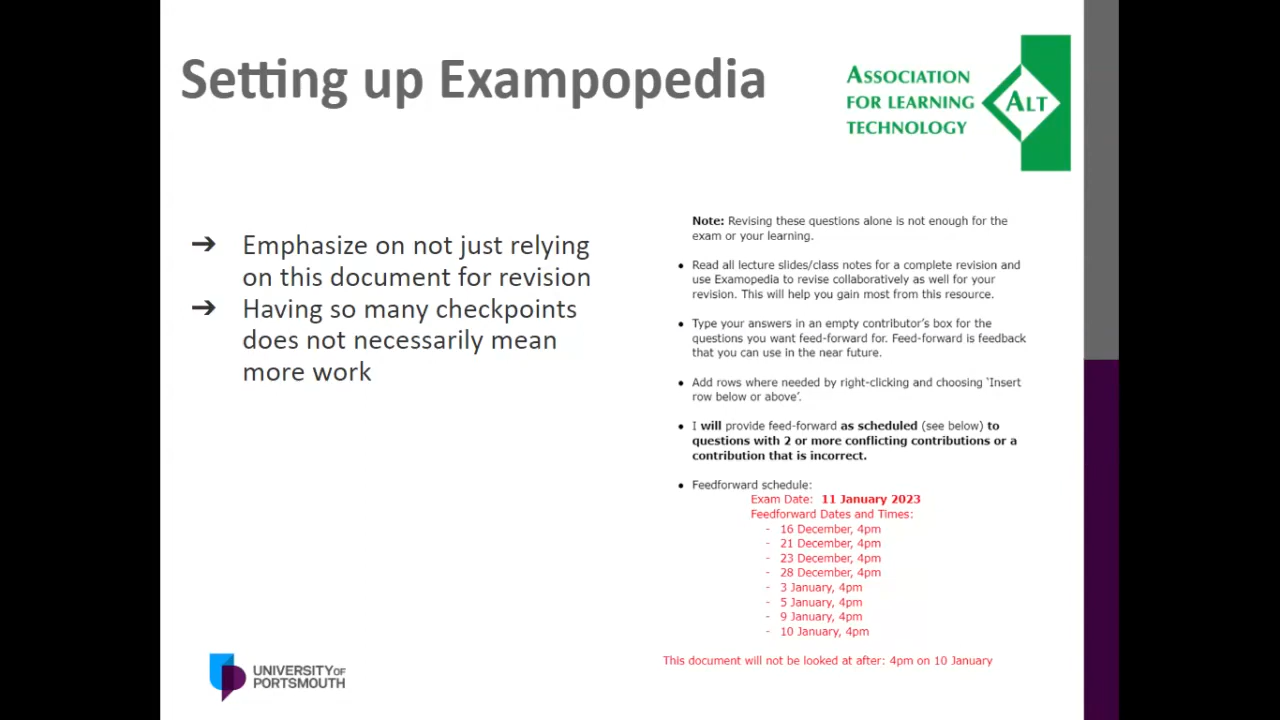 Setting up Exampopedia
ASSOCIATION
FOR LEARNING
TECHNOLOGY
ALT
➔ Emphasize on not just relying
on this document for revision
➔ Having so many checkpoints
does not necessarily mean
more work
Note: Revising these questions alone is not enough for the
exam or your learning.
• Read all lecture slides/class notes for a complete revision and
use Examopedia to revise collaboratively as well for your
revision. This will help you gain most from this resource.
• Type your answers in an empty contributor's box for the
questions you want feed-forward for. Feed-forward is feedback
that you can use in the near future.
• Add rows where needed by right-clicking and choosing 'Insert
row below or above'.
• I will provide feed-forward as scheduled (see below) to
questions with 2 or more conflicting contributions or a
contribution that is incorrect.
• Feedforward schedule:
Exam Date: 11 January 2023
Feedforward Dates and Times:
- 16 December, 4pm
- 21 December, 4pm
- 23 December, 4pm
- 28 December, 4pm
- 3 January, 4pm
- 5 January, 4pm
- 9 January, 4pm
- 10 January, 4pm
This document will not be looked at after: 4pm on 10 January
UNIVERSITY OF
PORTSMOUTH